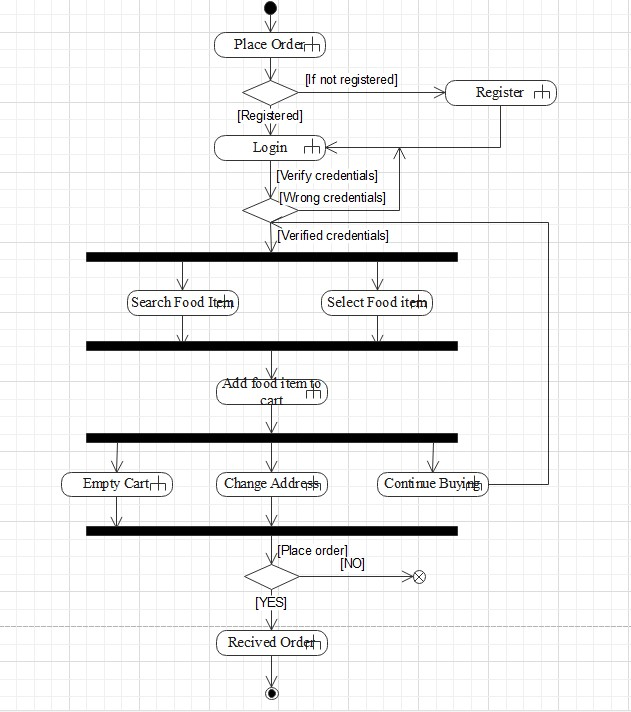 Place Order
[If not registered]
Register
[Registered]
Login
[Verify credentials]
[Wrong credentials]
[Verified credentials]
Search Food Item
Select Food item
Add food item to
cart
Empty Cart
Change Address
Continue Buying
[Place order]
[NO]
[YES]
Recived Order